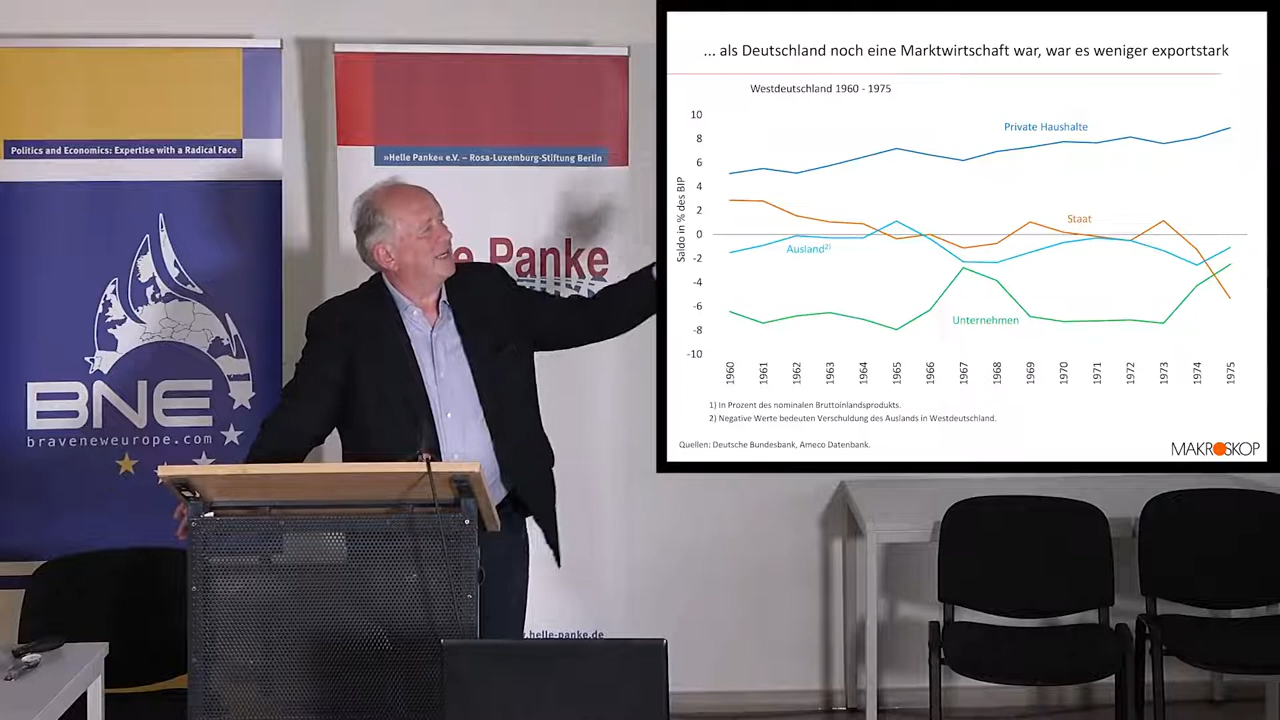 Politics and Economics: Expertise with a Radical Face
BNE
braveneweurope.com
»Helle Panke« e.V. – Rosa-Luxemburg-Stiftung Berlin
e Panke
.helle-panke.de
... als Deutschland noch eine Marktwirtschaft war, war es weniger exportstark
Westdeutschland 1960 - 1975
Saldo in % des BIP
10
8
6
4
2
0
-2
-4
-6
-8
-10
Private Haushalte
Staat
Ausland²⁾
Unternehmen
1960
1961
1962
1963
1964
1965
1966
1967
1968
1969
1970
1971
1972
1973
1974
1975
1) In Prozent des nominalen Bruttoinlandsprodukts.
2) Negative Werte bedeuten Verschuldung des Auslands in Westdeutschland.
Quellen: Deutsche Bundesbank, Ameco Datenbank.
MAKROSKOP